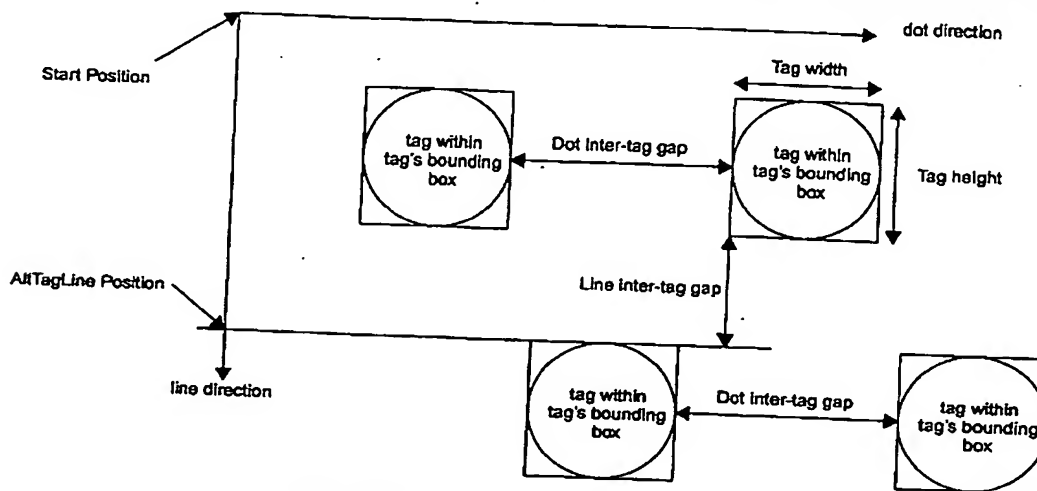 dot direction
Start Position
Tag width
tag within
tag's bounding
box
Dot inter-tag gap
tag within
tag's bounding
box
Tag height
AltTagLine Position
Line inter-tag gap
line direction
tag within
tag's bounding
box
Dot inter-tag gap
tag within
tag's bounding
box